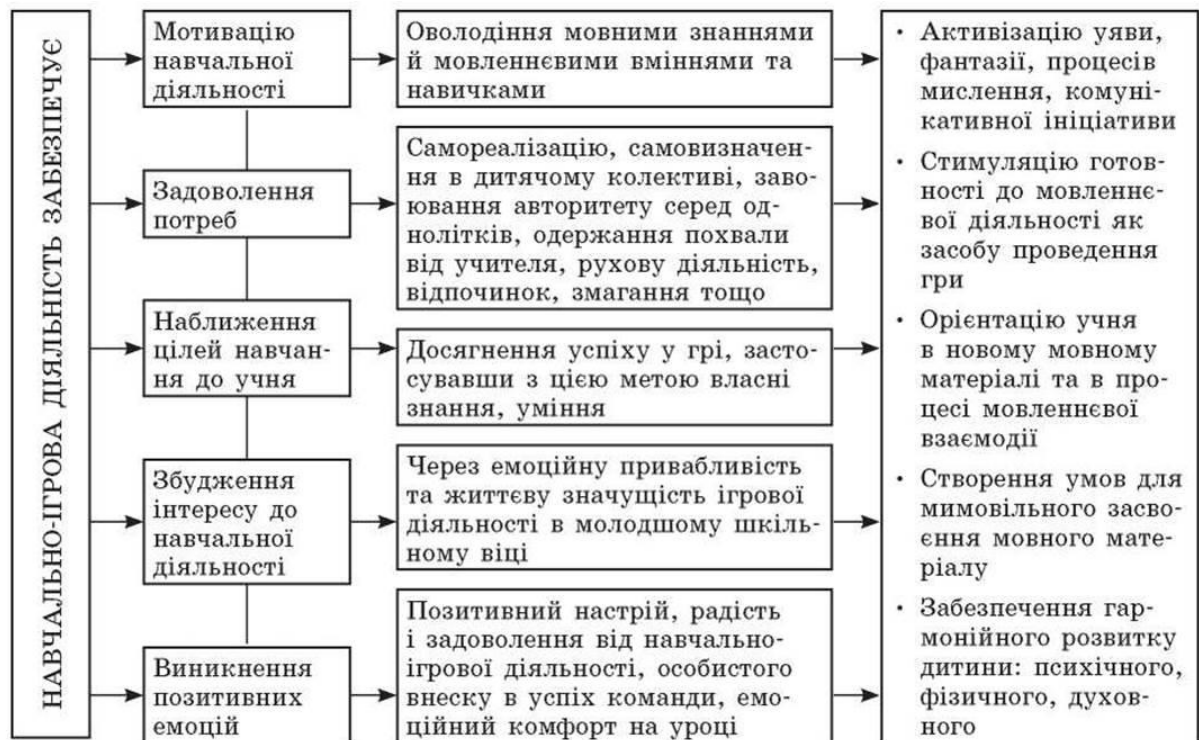 НАВЧАЛЬНО-ІГРОВА ДІЯЛЬНІСТЬ ЗАБЕЗПЕЧУЄ
Мотивацію
навчальної
діяльності
Оволодіння мовними знаннями
й мовленнєвими вміннями та
навичками
Задоволення
потреб
Самореалізацію, самовизначен-
ня в дитячому колективі, заво-
ювання авторитету серед од-
нолітків, одержання похвали
від учителя, рухову діяльність,
відпочинок, змагання тощо
Наближення
цілей навчан-
ня до учня
Досягнення успіху у грі, засто-
сувавши з цією метою власні
знання, уміння
Збудження
інтересу до
навчальної
діяльності
Через емоційну привабливість
та життєву значущість ігрової
діяльності в молодшому шкіль-
ному віці
Виникнення
позитивних
емоцій
Позитивний настрій, радість
і задоволення від навчально-
ігрової діяльності, особистого
внеску в успіх команди, емо-
ційний комфорт на уроці
• Активізацію уяви,
фантазії, процесів
мислення, комуні-
кативної ініціативи
• Стимуляцію готов-
ності до мовленнє-
вої діяльності як
засобу проведення
гри
• Орієнтацію учня
в новому мовному
матеріалі та в про-
цесі мовленнєвої
взаємодії
• Створення умов для
мимовільного засво-
єння мовного мате-
ріалу
• Забезпечення гар-
монійного розвитку
дитини: психічного,
фізичного, духов-
ного